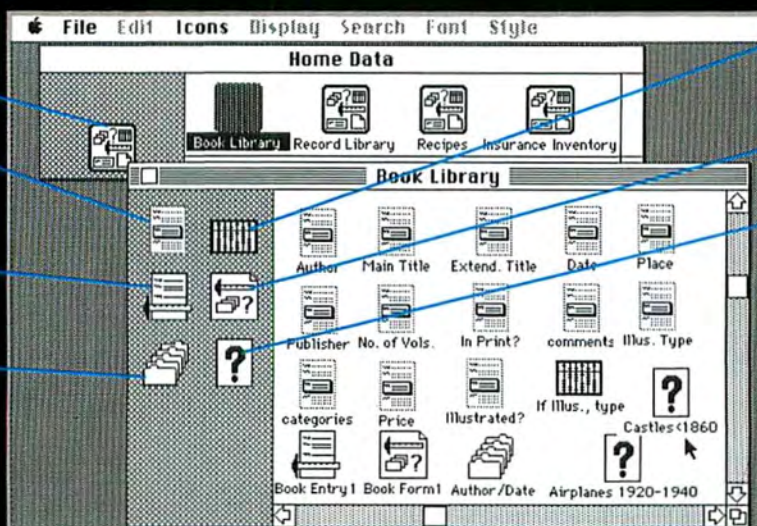 File Edit Icons Display Search Font Style
Home Data
Book Library Record Library Recipes Insurance Inventory
Book Library
Author Main Title Extend. Title Date Place
Publisher No. of Vols. In Print? comments Illus. Type
categories Price Illustrated? If Illus., type Castles<1860
Book Entry1 Book Form1 Author/Date Airplanes 1920-1940